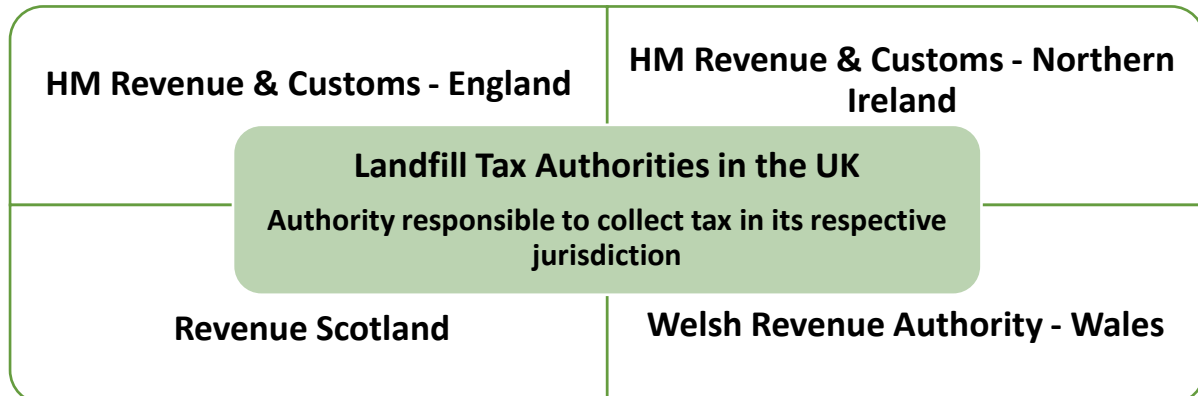 HM Revenue & Customs - England
HM Revenue & Customs - Northern
Ireland
Landfill Tax Authorities in the UK
Authority responsible to collect tax in its respective
jurisdiction
Revenue Scotland
Welsh Revenue Authority - Wales